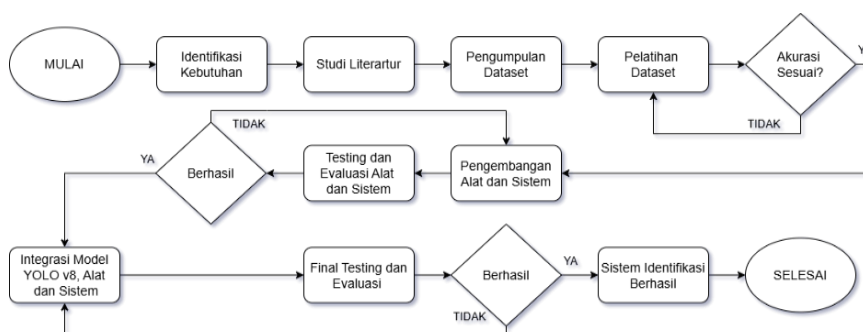 MULAI
Identifikasi
Kebutuhan
Studi Literartur
Pengumpulan
Dataset
Pelatihan
Dataset
Akurasi
Sesuai?
TIDAK
TIDAK
YA
Berhasil
Testing dan
Evaluasi Alat
dan Sistem
Pengembangan
Alat dan Sistem
Integrasi Model
YOLO v8, Alat
dan Sistem
Final Testing dan
Evaluasi
Berhasil
YA
TIDAK
Sistem Identifikasi
Berhasil
SELESAI